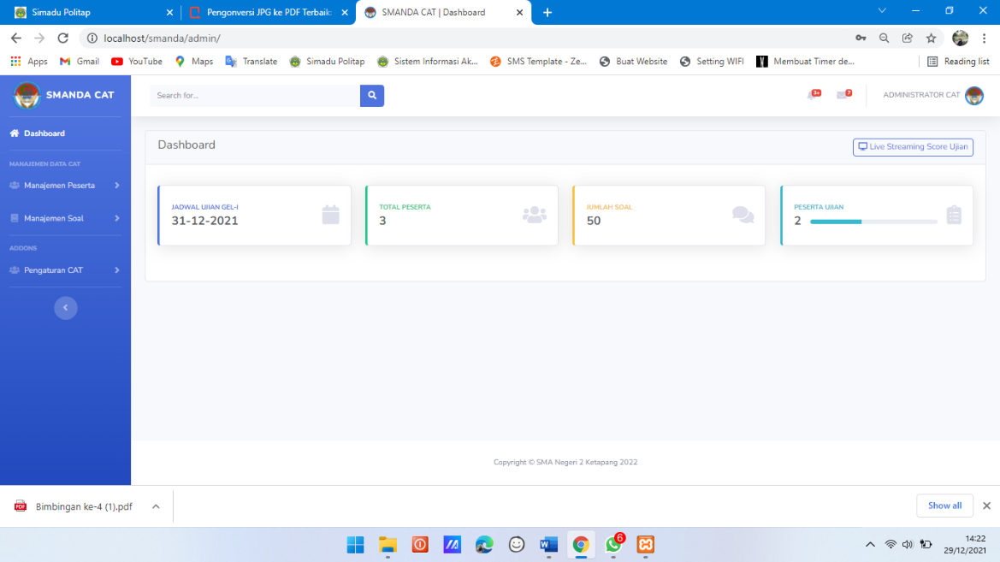 Simadu Politap
Pengonversi JPG ke PDF Terbaik
SMANDA CAT | Dashboard
localhost/smanda/admin/
Apps
Gmail
YouTube
Maps
Translate
Simadu Politap
Sistem Informasi Ak...
SMS Template - Ze...
Buat Website
Setting WIFI
Membuat Timer de...
Reading list
SMANDA CAT
Search for...
3+
7
ADMINISTRATOR CAT
Dashboard
MANAJEMEN DATA CAT
Manajemen Peserta
Manajemen Soal
ADDONS
Pengaturan CAT
Dashboard
Live Streaming Score Ujian
JADWAL UJIAN GEL-I
31-12-2021
TOTAL PESERTA
3
JUMLAH SOAL
50
PESERTA UJIAN
2
Copyright © SMA Negeri 2 Ketapang 2022
PDF
Bimbingan ke-4 (1).pdf
Show all
6
14:22
29/12/2021